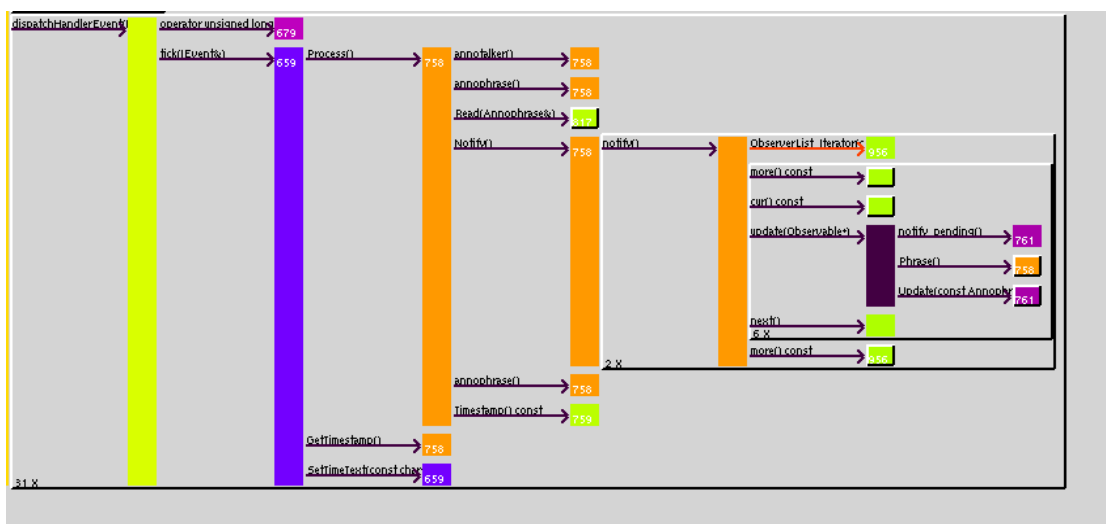 dispatchHandlerEvent(I
operator unsigned long
679
tick(IEvent&)
659
Process()
758
annotalker()
758
annophrase()
758
Read(Annophrase&)
817
Notify()
758
notify()
ObserverList_Iterator(c
956
more() const
curr() const
update(Observable*)
notify_pending()
761
Phrase()
758
Update(const Annophr
761
next()
6 X
more() const
956
2 X
annophrase()
758
Timestamp() const
759
GetTimestamp()
758
SetTimeText(const char
659
31 X